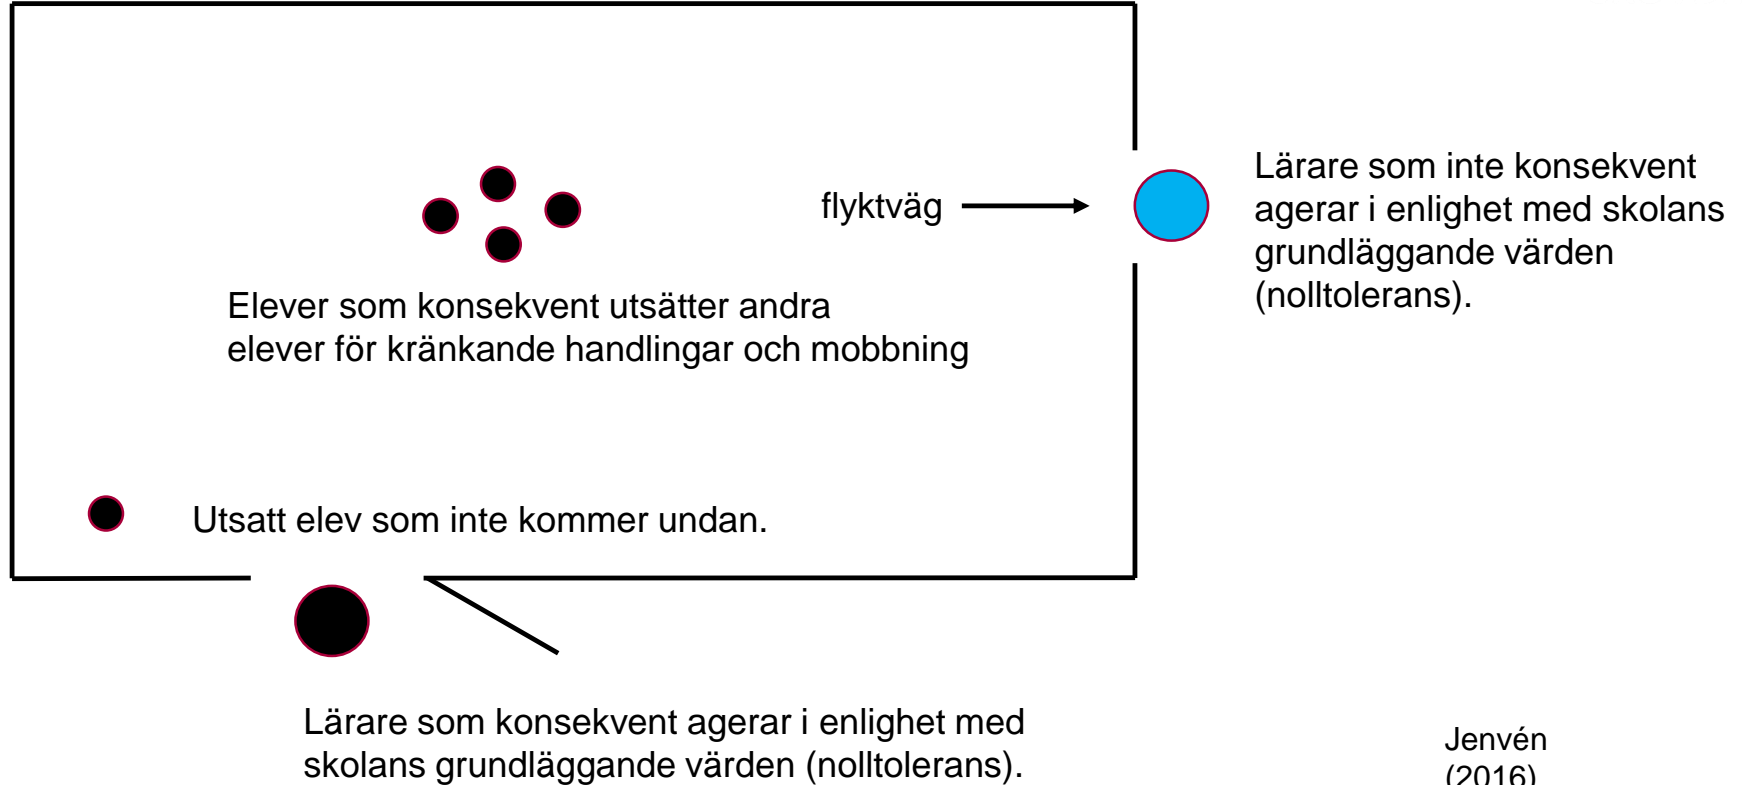 flyktväg
Lärare som inte konsekvent
agerar i enlighet med skolans
grundläggande värden
(nolltolerans).
Elever som konsekvent utsätter andra
elever för kränkande handlingar och mobbning
Utsatt elev som inte kommer undan.
Lärare som konsekvent agerar i enlighet med
skolans grundläggande värden (nolltolerans).
Jenvén
(2016)